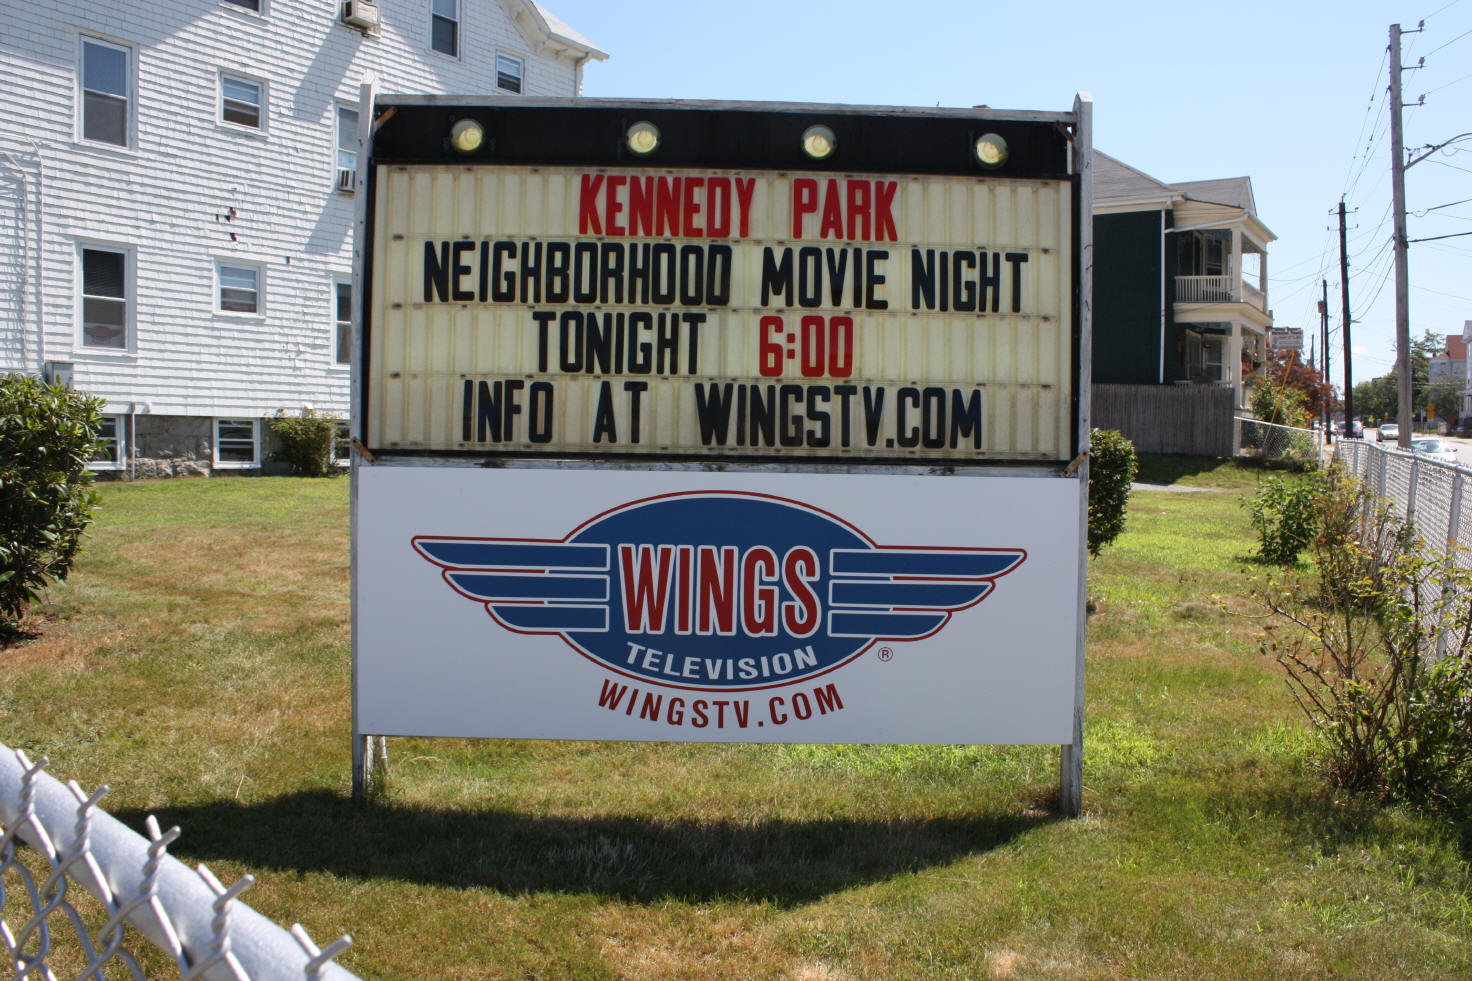 KENNEDY PARK
NEIGHBORHOOD MOVIE NIGHT
TONIGHT 6:00
INFO AT WINGSTV.COM
WINGS
TELEVISION
®
WINGSTV.COM